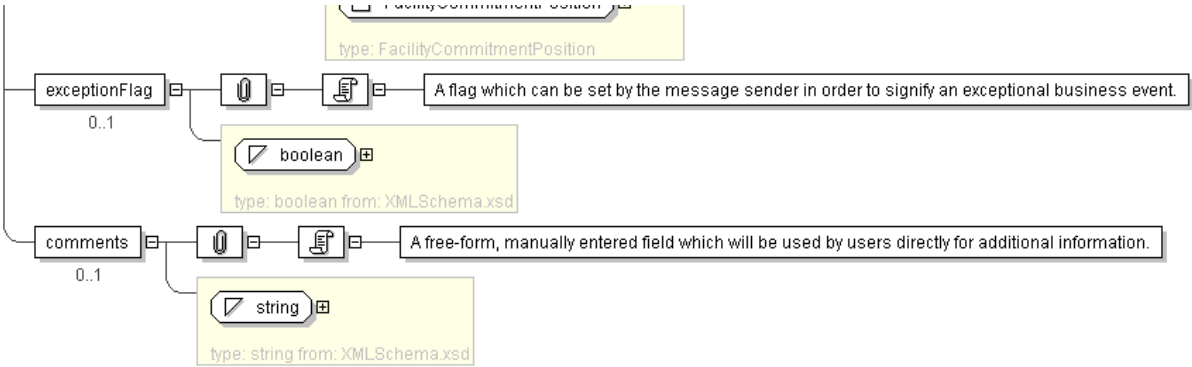 FacilityCommitmentPosition
type: FacilityCommitmentPosition
exceptionFlag
A flag which can be set by the message sender in order to signify an exceptional business event.
0..1
boolean
type: boolean from: XMLSchema.xsd
comments
A free-form, manually entered field which will be used by users directly for additional information.
0..1
string
type: string from: XMLSchema.xsd